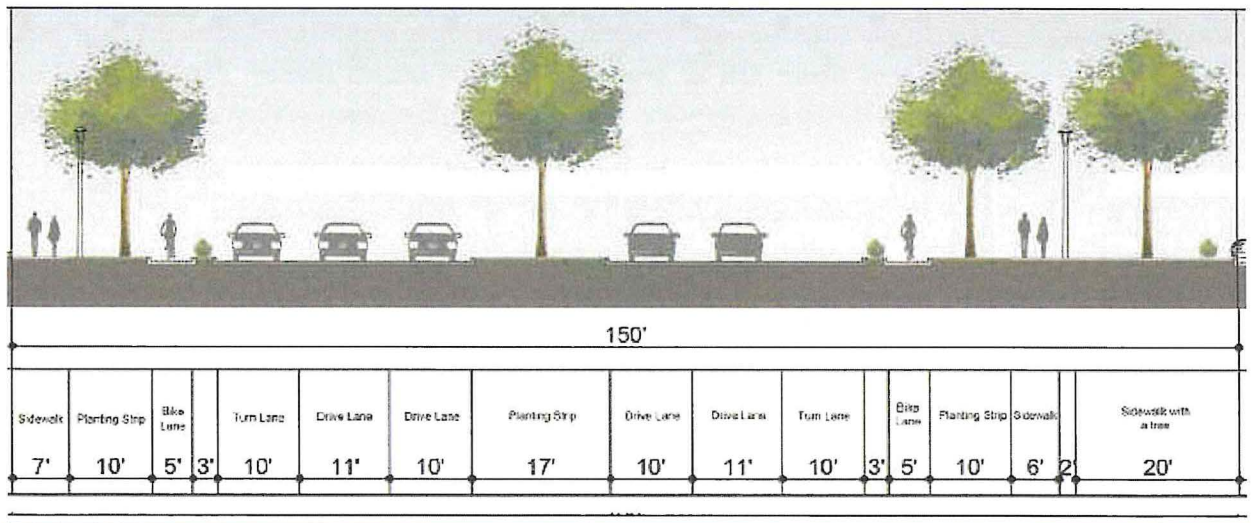 150'
Sidewalk
Planting Strip
Bike
Lane
Turn Lane
Drive Lane
Drive Lane
Planting Strip
Drive Lane
Drive Lane
Turn Lane
Bike
Lane
Planting Strip
Sidewalk
Sidewalk with
a tree
7' 10' 5' 3' 10' 11' 10' 17' 10' 11' 10' 3' 5' 10' 6' 2' 20'